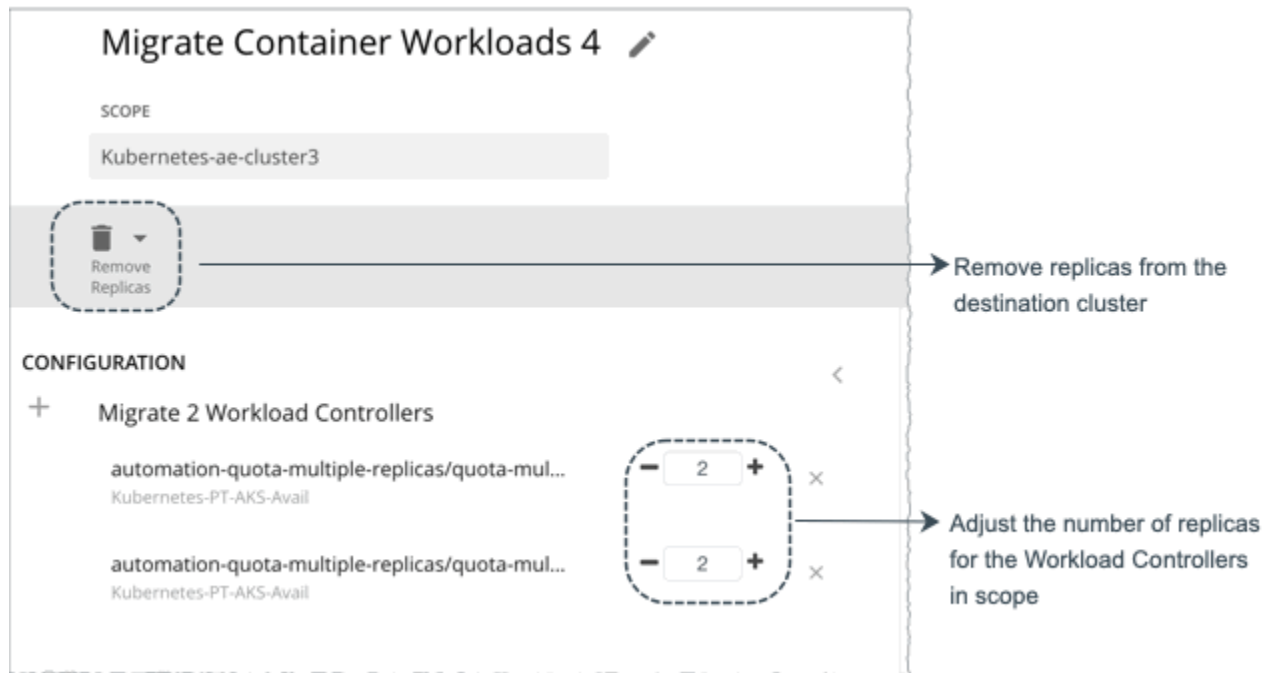 Migrate Container Workloads 4
SCOPE
Kubernetes-ae-cluster3
Remove
Replicas
Remove replicas from the
destination cluster
CONFIGURATION
Migrate 2 Workload Controllers
automation-quota-multiple-replicas/quota-mul... 2
Kubernetes-PT-AKS-Avail
Adjust the number of replicas
for the Workload Controllers
in scope
automation-quota-multiple-replicas/quota-mul... 2
Kubernetes-PT-AKS-Avail